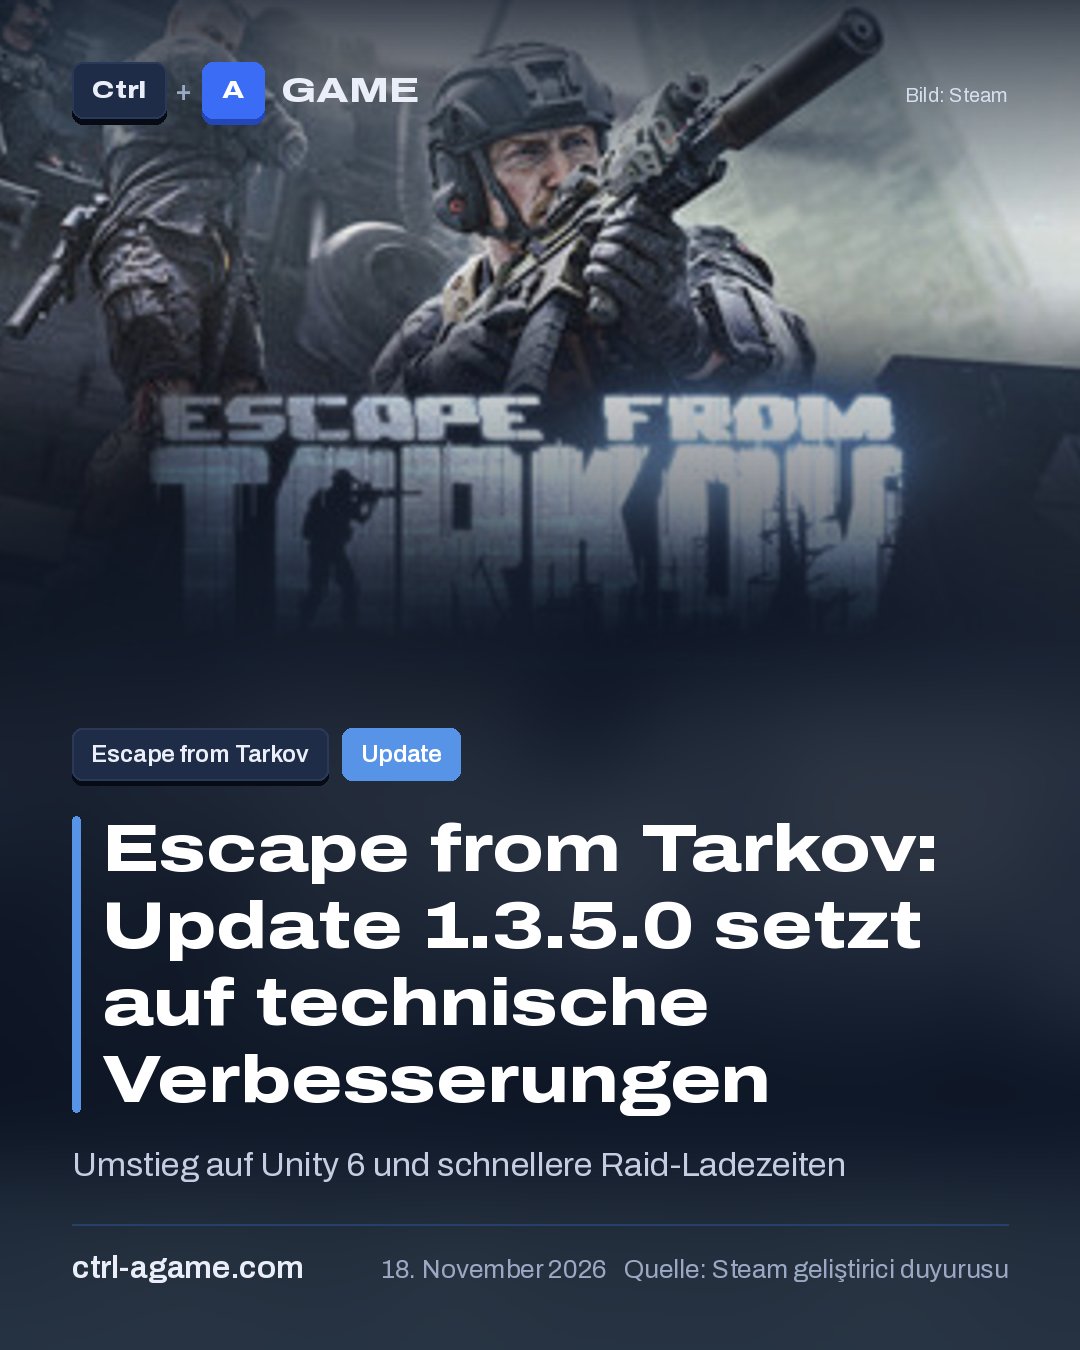 Ctrl + A GAME
Bild: Steam
ESCAPE FROM
TARKOV
Escape from Tarkov
Update
Escape from Tarkov:
Update 1.3.5.0 setzt
auf technische
Verbesserungen
Umstieg auf Unity 6 und schnellere Raid-Ladezeiten
ctrl-agame.com
18. November 2026 Quelle: Steam geliştirici duyurusu